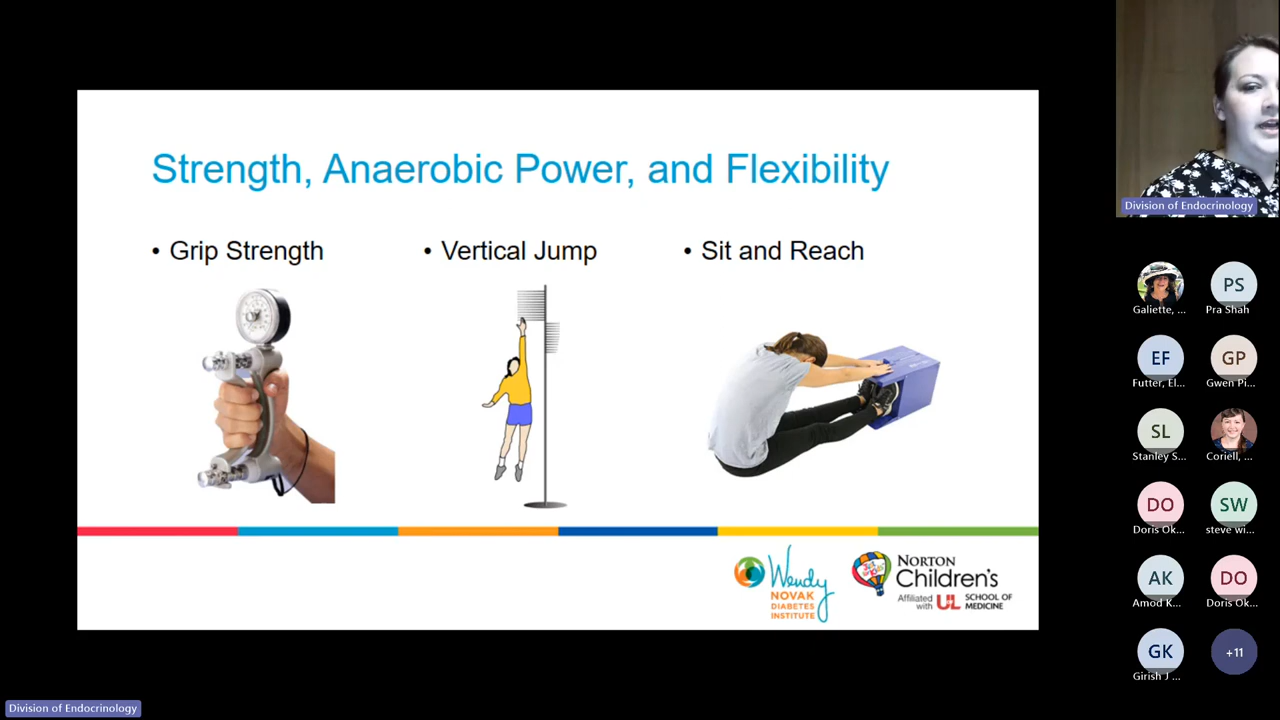 Strength, Anaerobic Power, and Flexibility
• Grip Strength
• Vertical Jump
• Sit and Reach
Wendy
NOVAK
DIABETES
INSTITUTE
Just for Kids
NORTON
Children's
Affiliated with UL SCHOOL OF MEDICINE
Division of Endocrinology
Galiette, ...
PS
Pra Shah
EF
Futter, El...
GP
Gwen Pi...
SL
Stanley S...
Coriell, ...
DO
Doris Ok...
SW
steve wi...
AK
Amod K...
DO
Doris Ok...
GK
Girish J ...
+11
Division of Endocrinology